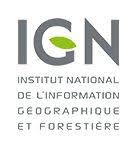 IGN
INSTITUT NATIONAL
DE L'INFORMATION
GÉOGRAPHIQUE
ET FORESTIÈRE